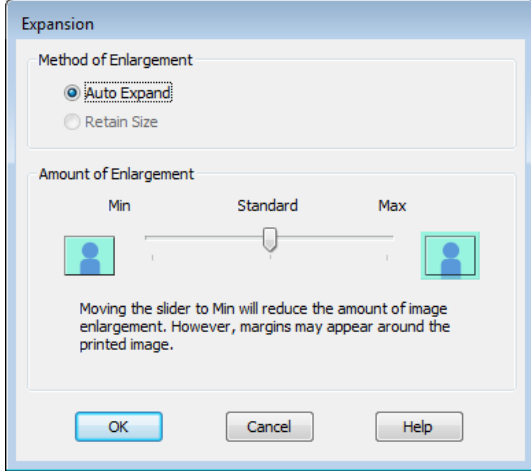 Expansion
Method of Enlargement
Auto Expand
Retain Size
Amount of Enlargement
Min Standard Max
Moving the slider to Min will reduce the amount of image
enlargement. However, margins may appear around the
printed image.
OK Cancel Help